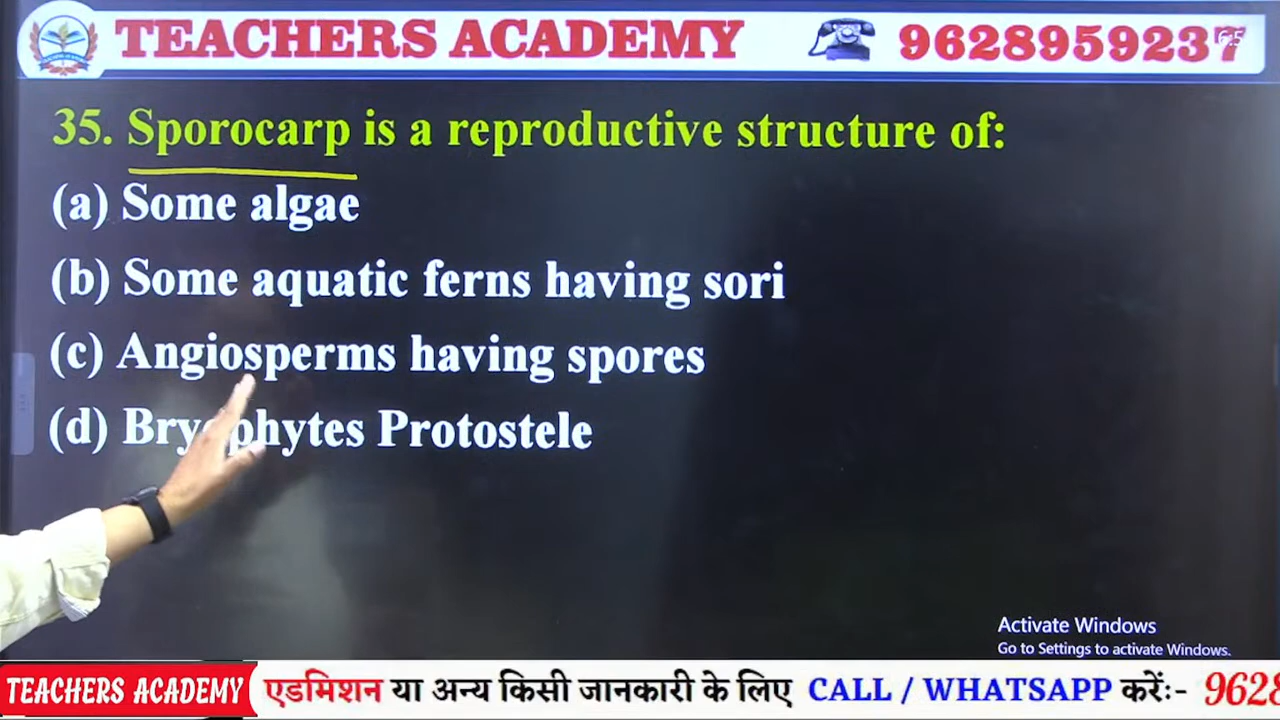 TEACHERS ACADEMY 9628959237
35. Sporocarp is a reproductive structure of:
(a) Some algae
(b) Some aquatic ferns having sori
(c) Angiosperms having spores
(d) Bryophytes Protostele
Activate Windows
Go to Settings to activate Windows.
TEACHERS ACADEMY एडमिशन या अन्य किसी जानकारी के लिए CALL / WHATSAPP करेंः- 9628